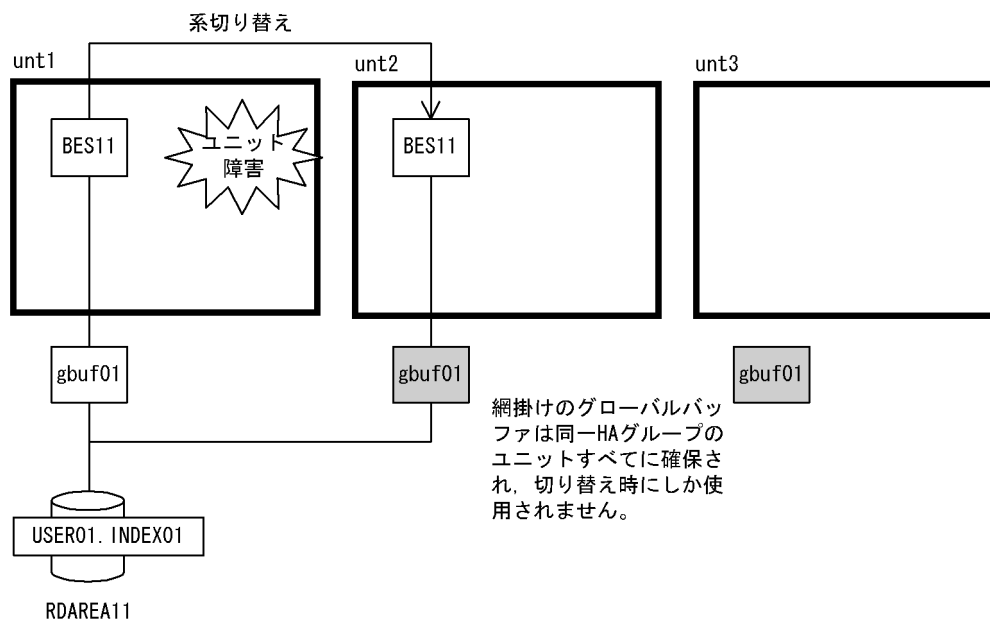 系切り替え
unt1
unt2
unt3
BES11
ユニット
障害
BES11
gbuf01
gbuf01
gbuf01
網掛けのグローバルバッ
ファは同一HAグループの
ユニットすべてに確保さ
れ，切り替え時にしか使
用されません。
USER01.INDEX01
RDAREA11